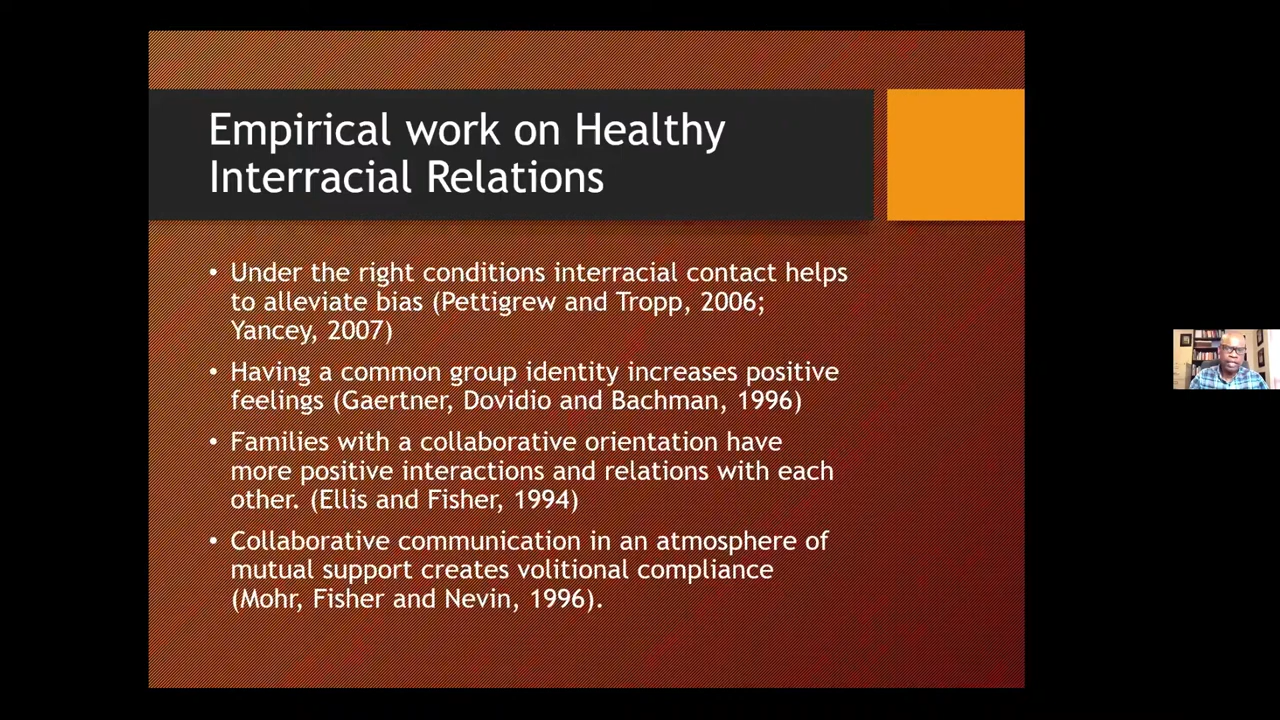 Empirical work on Healthy
Interracial Relations
• Under the right conditions interracial contact helps
to alleviate bias (Pettigrew and Tropp, 2006;
Yancey, 2007)
• Having a common group identity increases positive
feelings (Gaertner, Dovidio and Bachman, 1996)
• Families with a collaborative orientation have
more positive interactions and relations with each
other. (Ellis and Fisher, 1994)
• Collaborative communication in an atmosphere of
mutual support creates volitional compliance
(Mohr, Fisher and Nevin, 1996).